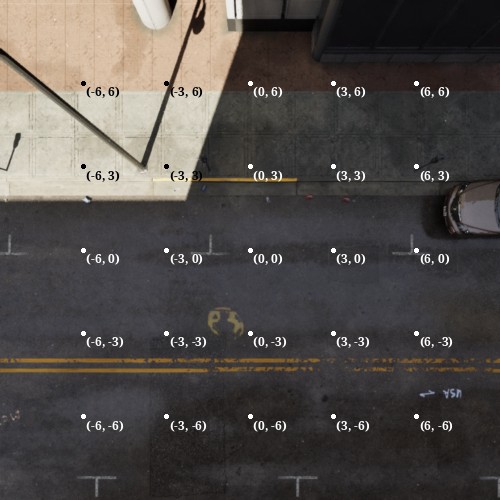 (-6, 6) (-3, 6) (0, 6) (3, 6) (6, 6)
(-6, 3) (-3, 3) (0, 3) (3, 3) (6, 3)
(-6, 0) (-3, 0) (0, 0) (3, 0) (6, 0)
(-6, -3) (-3, -3) (0, -3) (3, -3) (6, -3)
USA
(-6, -6) (-3, -6) (0, -6) (3, -6) (6, -6)